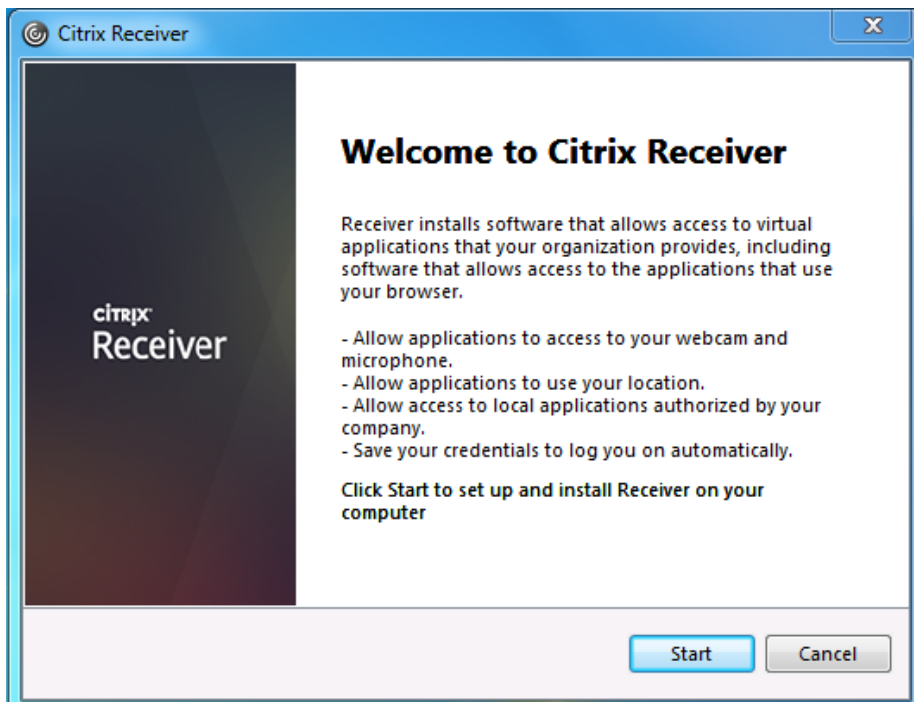 Citrix Receiver
Welcome to Citrix Receiver
Receiver installs software that allows access to virtual
applications that your organization provides, including
software that allows access to the applications that use
your browser.
- Allow applications to access to your webcam and
microphone.
- Allow applications to use your location.
- Allow access to local applications authorized by your
company.
- Save your credentials to log you on automatically.
Click Start to set up and install Receiver on your
computer
CİTRIX
Receiver
Start
Cancel